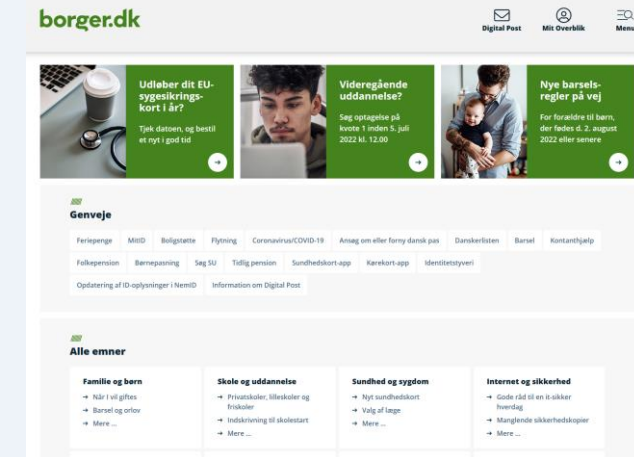 borger.dk
Digital Post
Mit Overblik
Menu
Udløber dit EU-
sygesikrings-
kort i år?
Tjek datoen, og bestil
et nyt i god tid
Videregående
uddannelse?
Søg optagelse på
kvote 1 inden 5. juli
2022 kl. 12.00
Nye barsels-
regler på vej
For forældre til børn,
der fødes d. 2. august
2022 eller senere
Genveje
Feriepenge MitID Boligstøtte Flytning Coronavirus/COVID-19 Ansøg om eller forny dansk pas Danskerlisten Barsel Kontanthjælp
Folkepension Børnepasning Søg SU Tidlig pension Sundhedskort-app Kørekort-app Identitetstyveri
Opdatering af ID-oplysninger i NemID Information om Digital Post
Alle emner
Familie og børn
Når I vil giftes
Barsel og orlov
Mere ...
Skole og uddannelse
Privatskoler, lilleskoler og
friskoler
Indskrivning til skolestart
Mere ...
Sundhed og sygdom
Nyt sundhedskort
Valg af læge
Mere ...
Internet og sikkerhed
Gode råd til en it-sikker
hverdag
Manglende sikkerhedskopier
Mere ...